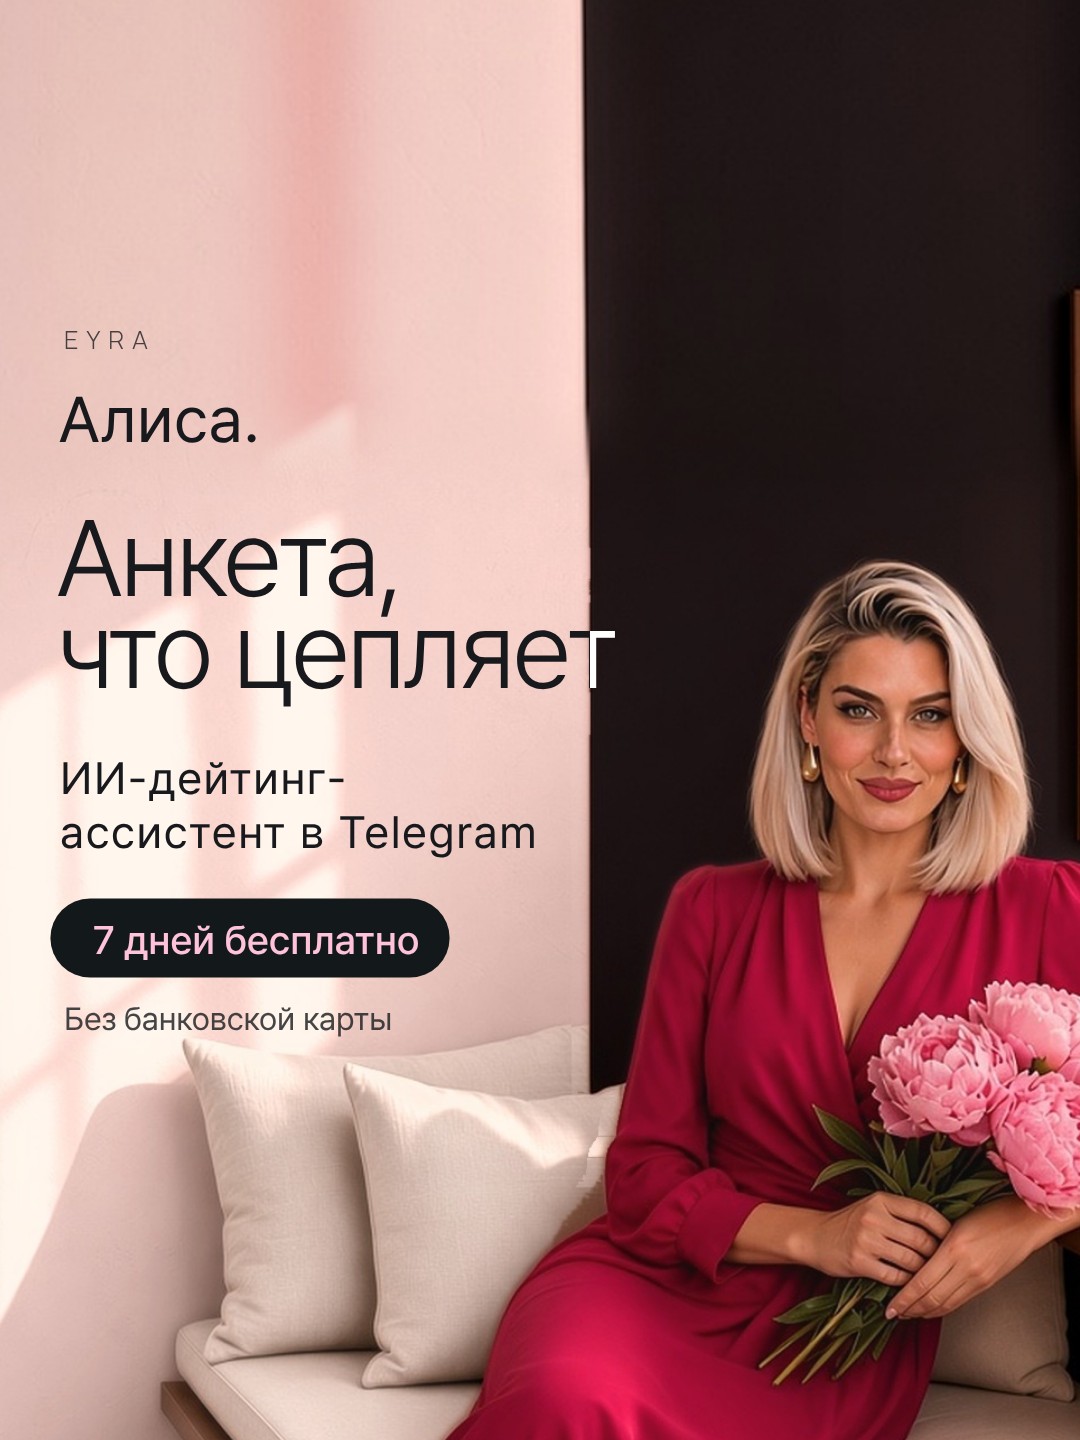 EYRA
Алиса.
Анкета,
что цепляет
ИИ-дейтинг-
ассистент в Telegram
7 дней бесплатно
Без банковской карты